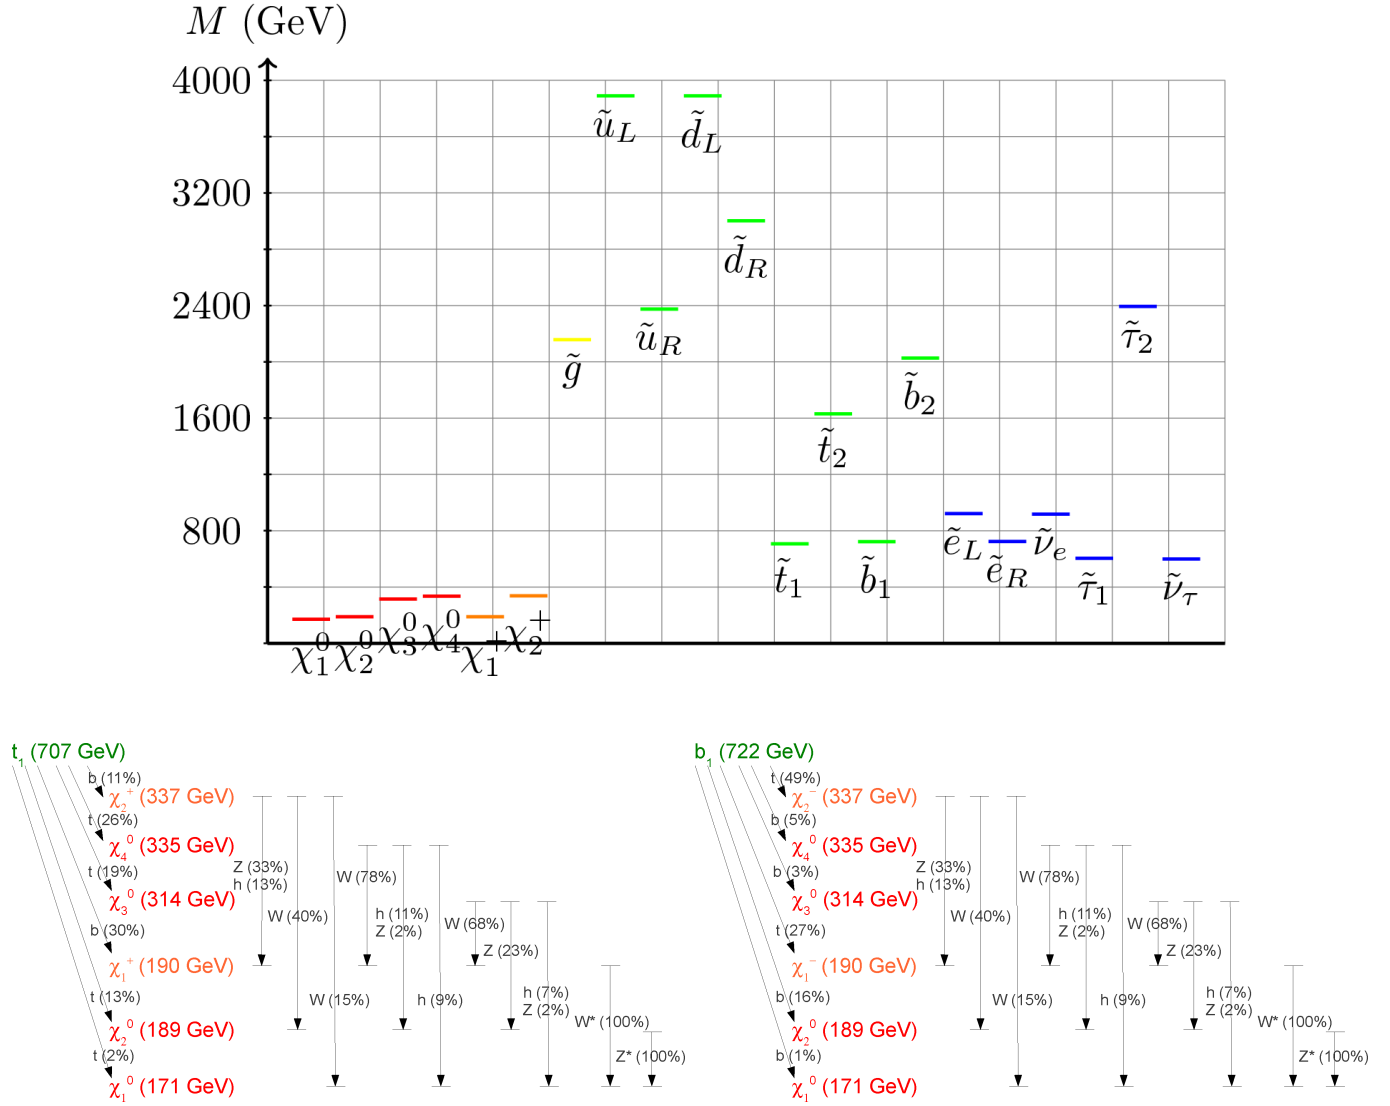 M (GeV)
4000
3200
2400
1600
800
ũ_L
d̃_L
d̃_R
ũ_R
g̃
τ̃_2
b̃_2
t̃_2
t̃_1
b̃_1
ẽ_L
ẽ_R
ν̃_e
τ̃_1
ν̃_τ
χ_1^0
χ_2^0
χ_3^0
χ_4^0
χ_1^+
χ_2^+
t_1 (707 GeV)
b (11%)
χ_2^+ (337 GeV)
t (26%)
χ_4^0 (335 GeV)
t (19%)
χ_3^0 (314 GeV)
b (30%)
χ_1^+ (190 GeV)
t (13%)
χ_2^0 (189 GeV)
t (2%)
χ_1^0 (171 GeV)
Z (33%)
h (13%)
W (40%)
W (15%)
W (78%)
h (11%)
Z (2%)
h (9%)
W (68%)
Z (23%)
h (7%)
Z (2%)
W* (100%)
Z* (100%)
b_1 (722 GeV)
t (49%)
χ_2^- (337 GeV)
b (5%)
χ_4^0 (335 GeV)
b (3%)
χ_3^0 (314 GeV)
t (27%)
χ_1^- (190 GeV)
b (16%)
χ_2^0 (189 GeV)
b (1%)
χ_1^0 (171 GeV)
Z (33%)
h (13%)
W (40%)
W (15%)
W (78%)
h (11%)
Z (2%)
h (9%)
W (68%)
Z (23%)
h (7%)
Z (2%)
W* (100%)
Z* (100%)